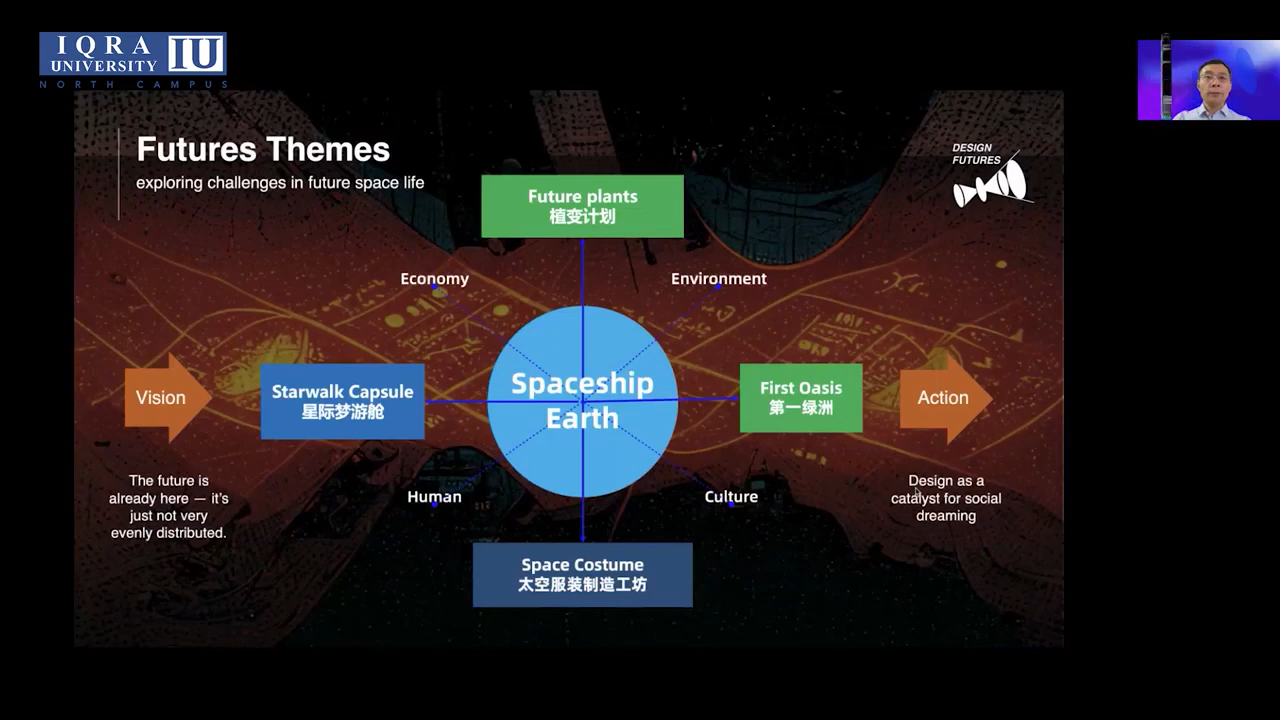 IQRA
UNIVERSITY
IU
NORTH CAMPUS
Futures Themes
exploring challenges in future space life
DESIGN
FUTURES
Future plants
植变计划
Economy
Environment
Vision
Starwalk Capsule
星际梦游舱
Spaceship
Earth
First Oasis
第一绿洲
Action
The future is
already here — it's
just not very
evenly distributed.
Human
Culture
Design as a
catalyst for social
dreaming
Space Costume
太空服装制造工坊